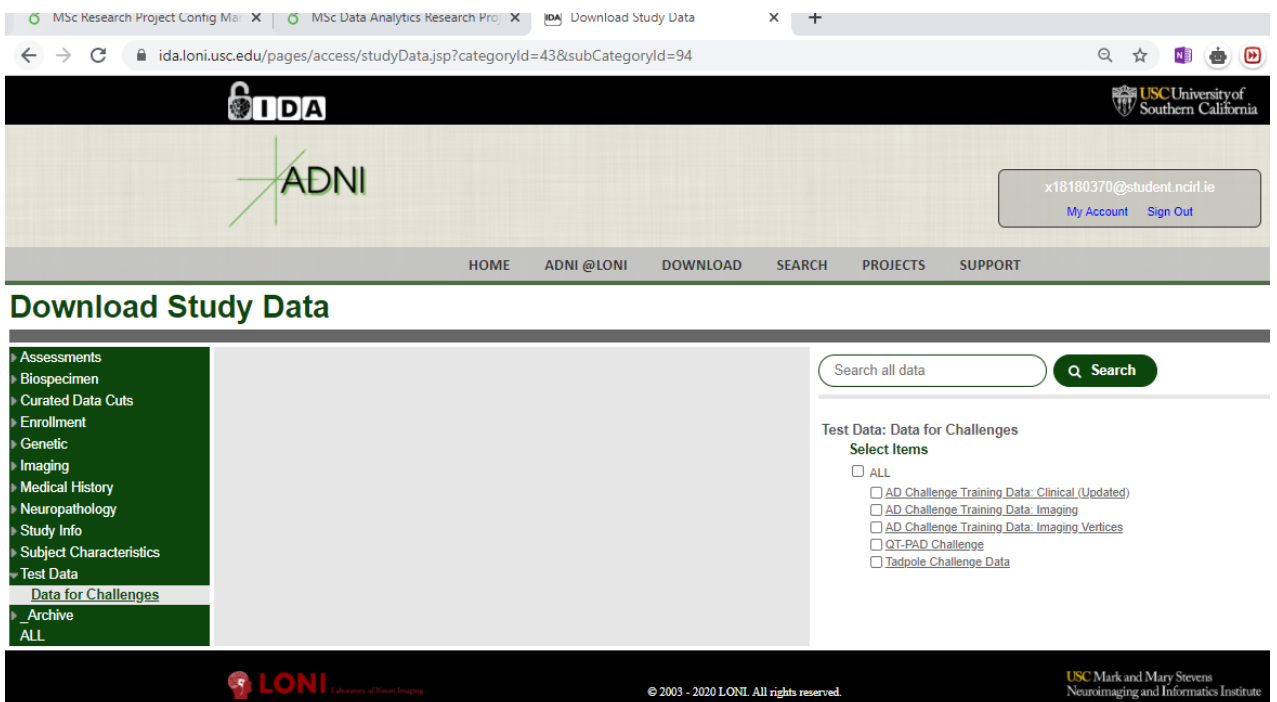 MSc Research Project Config Mar X MSc Data Analytics Research Proj X IDA Download Study Data X +
ida.loni.usc.edu/pages/access/studyData.jsp?categoryId=43&subCategoryId=94
IDA
USC University of
Southern California
ADNI
x18180370@student.ncirl.ie
My Account Sign Out
HOME ADNI @LONI DOWNLOAD SEARCH PROJECTS SUPPORT
Download Study Data
Assessments
Biospecimen
Curated Data Cuts
Enrollment
Genetic
Imaging
Medical History
Neuropathology
Study Info
Subject Characteristics
Test Data
Data for Challenges
_Archive
ALL
Search all data Search
Test Data: Data for Challenges
Select Items
ALL
AD Challenge Training Data: Clinical (Updated)
AD Challenge Training Data: Imaging
AD Challenge Training Data: Imaging Vertices
QT-PAD Challenge
Tadpole Challenge Data
LONI Laboratory of Neuro Imaging
© 2003 - 2020 LONI. All rights reserved.
USC Mark and Mary Stevens
Neuroimaging and Informatics Institute